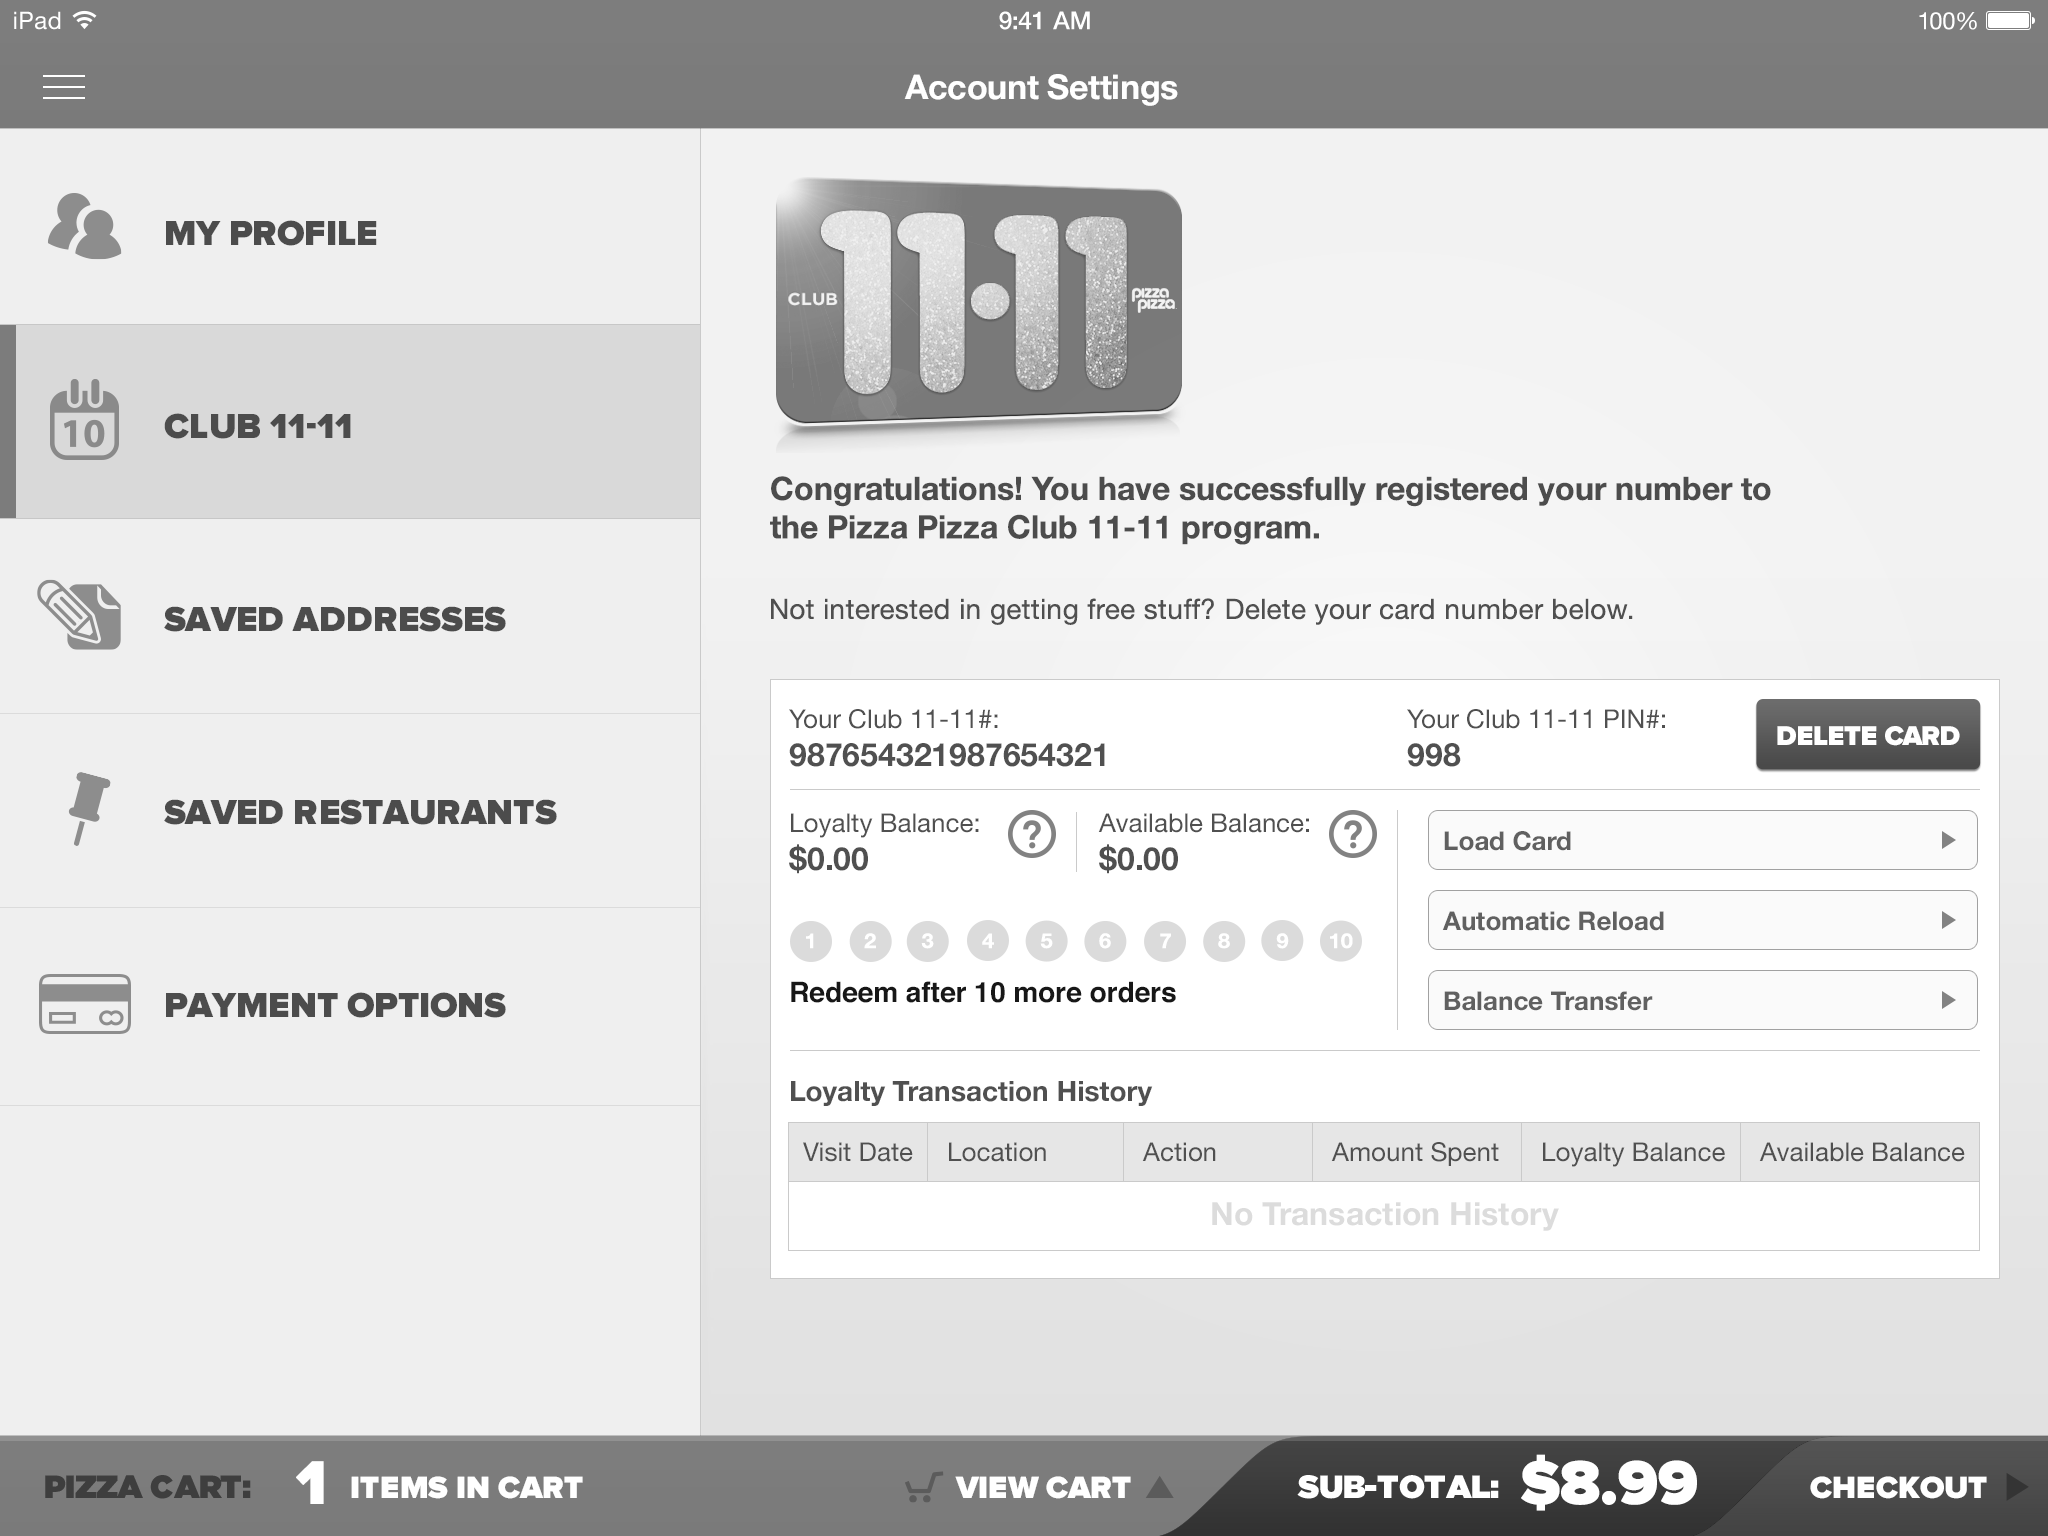 iPad
9:41 AM
100%
Account Settings
MY PROFILE
10
CLUB 11-11
SAVED ADDRESSES
SAVED RESTAURANTS
PAYMENT OPTIONS
CLUB 11·11 pizza pizza
Congratulations! You have successfully registered your number to
the Pizza Pizza Club 11-11 program.
Not interested in getting free stuff? Delete your card number below.
Your Club 11-11#:
987654321987654321
Your Club 11-11 PIN#:
998
DELETE CARD
Loyalty Balance:
$0.00
?
Available Balance:
$0.00
?
1 2 3 4 5 6 7 8 9 10
Redeem after 10 more orders
Load Card
Automatic Reload
Balance Transfer
Loyalty Transaction History
Visit Date Location Action Amount Spent Loyalty Balance Available Balance
No Transaction History
PIZZA CART: 1 ITEMS IN CART VIEW CART SUB-TOTAL: $8.99 CHECKOUT